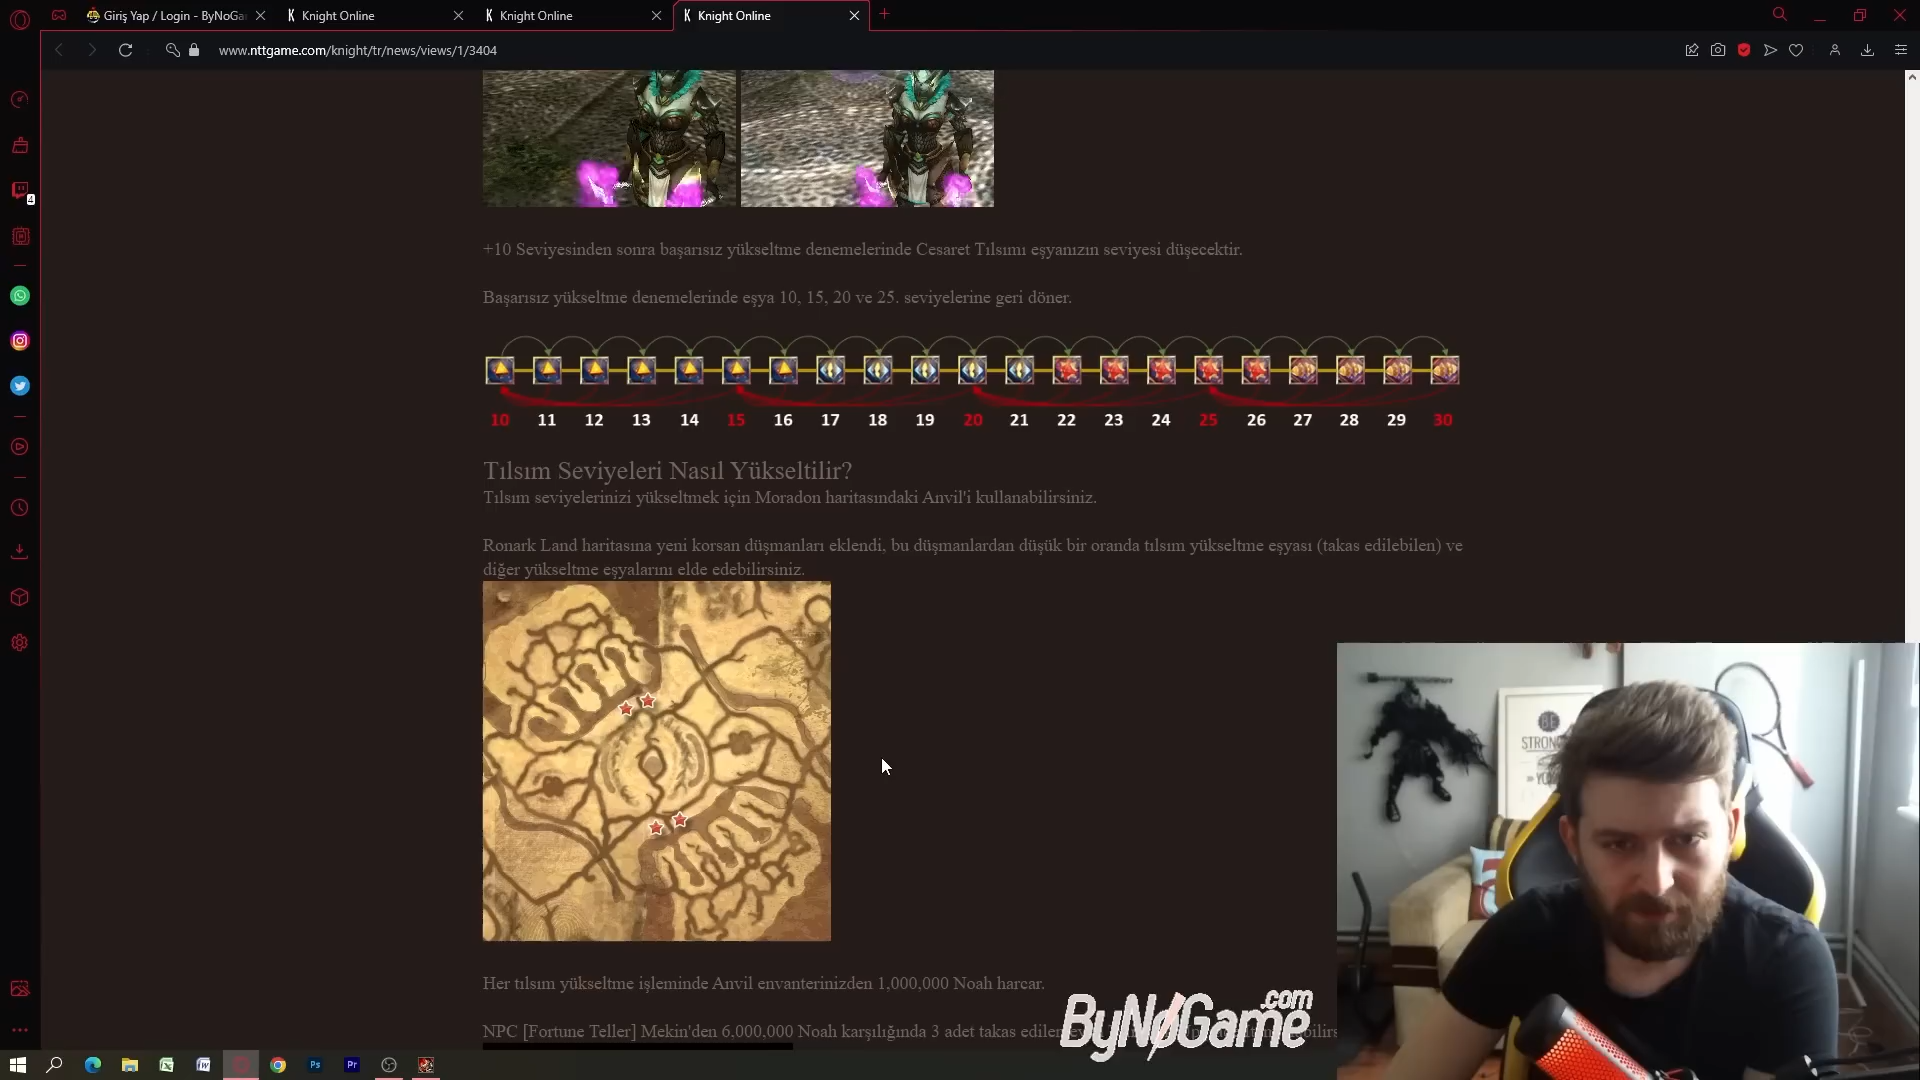 Giriş Yap / Login - ByNoGa
Knight Online
Knight Online
Knight Online
www.nttgame.com/knight/tr/news/views/1/3404
4
+10 Seviyesinden sonra başarısız yükseltme denemelerinde Cesaret Tılsımı eşyanızın seviyesi düşecektir.
Başarısız yükseltme denemelerinde eşya 10, 15, 20 ve 25. seviyelerine geri döner.
10 11 12 13 14 15 16 17 18 19 20 21 22 23 24 25 26 27 28 29 30
Tılsım Seviyeleri Nasıl Yükseltilir?
Tılsım seviyelerinizi yükseltmek için Moradon haritasındaki Anvil'i kullanabilirsiniz.
Ronark Land haritasına yeni korsan düşmanları eklendi, bu düşmanlardan düşük bir oranda tılsım yükseltme eşyası (takas edilebilen) ve
diğer yükseltme eşyalarını elde edebilirsiniz.
BE
STRONG
Her tılsım yükseltme işleminde Anvil envanterinizden 1,000,000 Noah harcar.
NPC [Fortune Teller] Mekin'den 6,000,000 Noah karşılığında 3 adet takas
ByNoGame.com
Ps
Pr